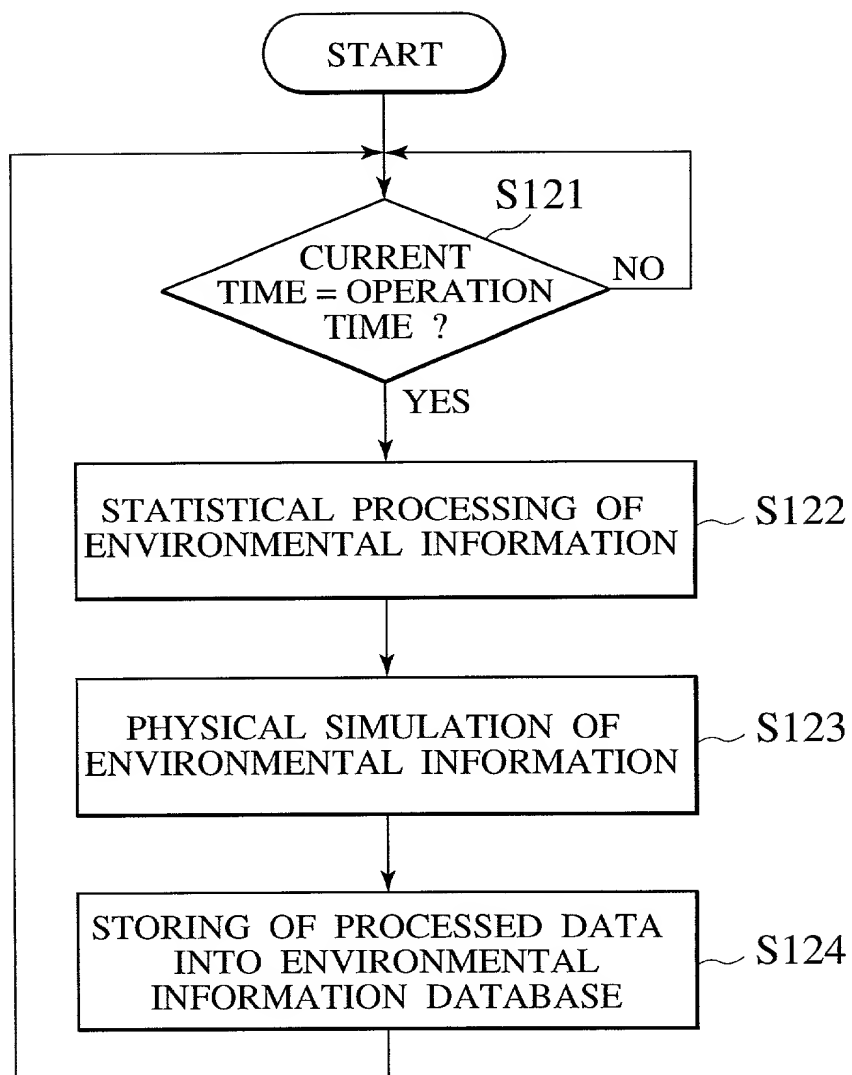 START
S121
CURRENT
TIME = OPERATION
TIME ?
NO
YES
STATISTICAL PROCESSING OF
ENVIRONMENTAL INFORMATION
S122
PHYSICAL SIMULATION OF
ENVIRONMENTAL INFORMATION
S123
STORING OF PROCESSED DATA
INTO ENVIRONMENTAL
INFORMATION DATABASE
S124